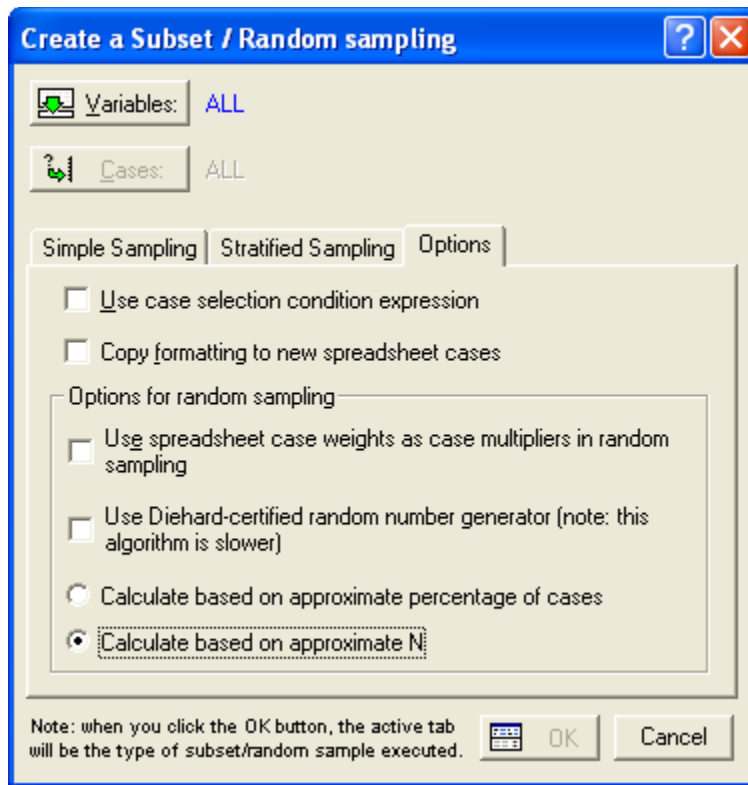 Create a Subset / Random sampling
Variables: ALL
Cases: ALL
Simple Sampling Stratified Sampling Options
Use case selection condition expression
Copy formatting to new spreadsheet cases
Options for random sampling
Use spreadsheet case weights as case multipliers in random
sampling
Use Diehard-certified random number generator (note: this
algorithm is slower)
Calculate based on approximate percentage of cases
Calculate based on approximate N
Note: when you click the OK button, the active tab
will be the type of subset/random sample executed.
OK Cancel